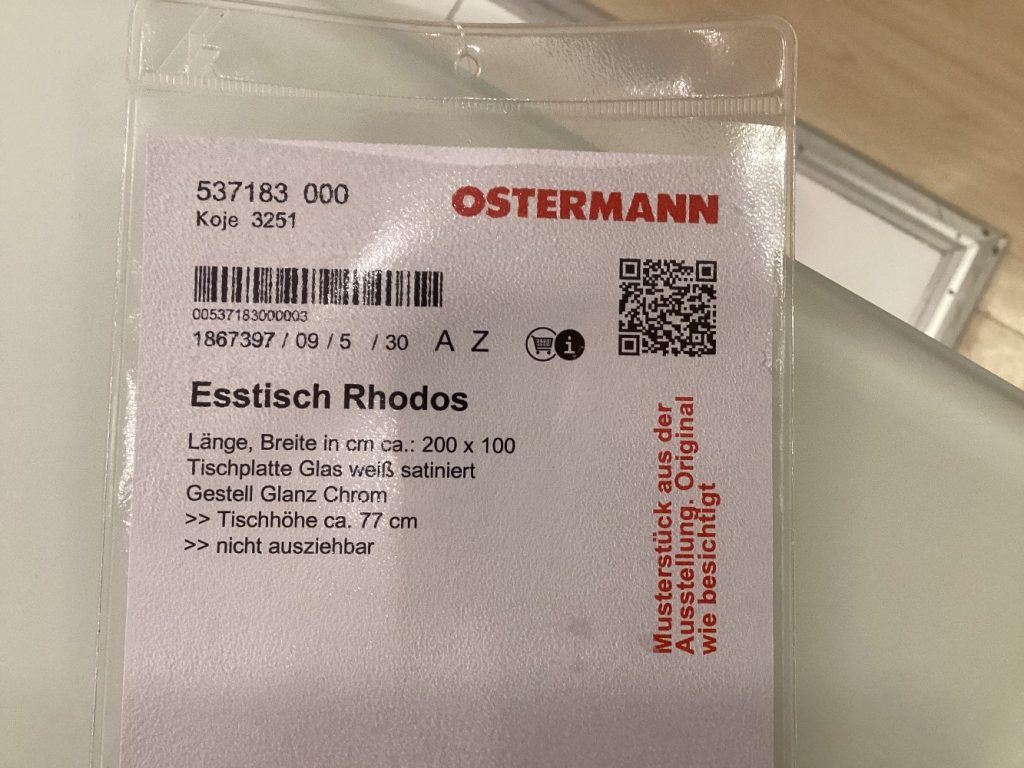 537183 000
Koje 3251
OSTERMANN
00537183000003
1867397 / 09 / 5 / 30 A Z
i
Esstisch Rhodos
Länge, Breite in cm ca.: 200 x 100
Tischplatte Glas weiß satiniert
Gestell Glanz Chrom
>> Tischhöhe ca. 77 cm
>> nicht ausziehbar
Musterstück aus der
Ausstellung. Original
wie besichtigt